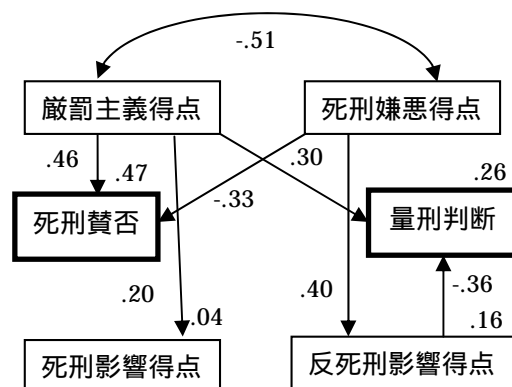 -.51
厳罰主義得点
死刑嫌悪得点
.46
.47
.30
.26
死刑賛否
-.33
量刑判断
.20
.04
.40
-.36
.16
死刑影響得点
反死刑影響得点